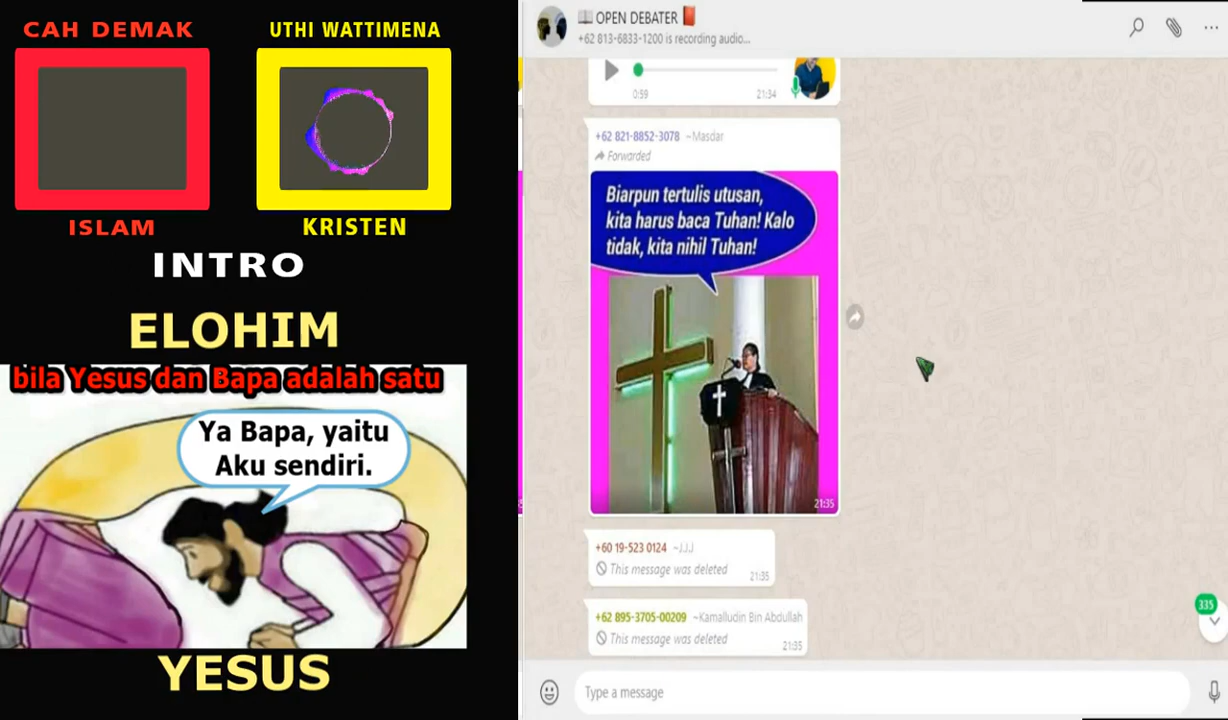 CAH DEMAK
UTHI WATTIMENA
ISLAM
KRISTEN
INTRO
ELOHIM
bila Yesus dan Bapa adalah satu
Ya Bapa, yaitu
Aku sendiri.
YESUS
OPEN DEBATER
+62 813-6833-1200 is recording audio...
0:59
21:34
+62 821-8852-3078 ~Masdar
Forwarded
Biarpun tertulis utusan,
kita harus baca Tuhan! Kalo
tidak, kita nihil Tuhan!
21:35
+60 19-523 0124 ~J.J.J
This message was deleted
21:35
+62 895-3705-00209 ~Kamalludin Bin Abdullah
This message was deleted
21:35
335
Type a message